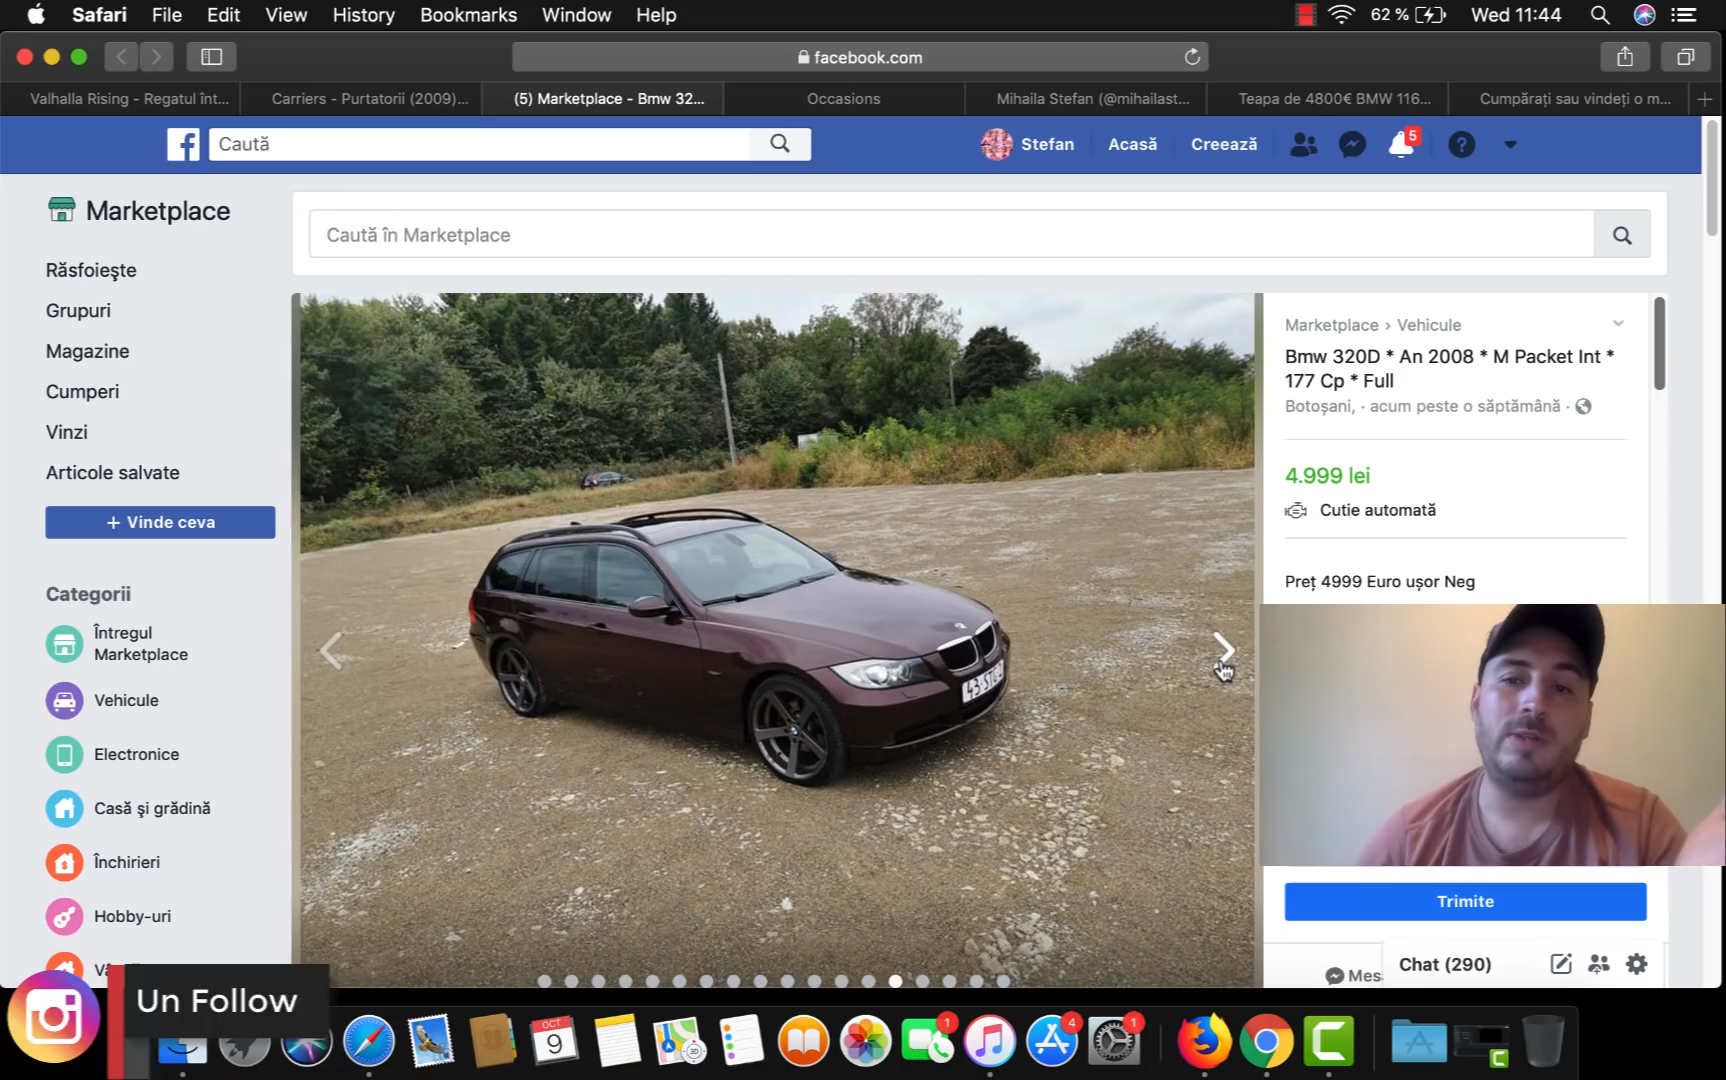 Safari File Edit View History Bookmarks Window Help 62 % Wed 11:44
facebook.com
Valhalla Rising - Regatul înt... Carriers - Purtatorii (2009)... (5) Marketplace - Bmw 32... Occasions Mihaila Stefan (@mihailast... Teapa de 4800€ BMW 116... Cumpărați sau vindeți o m...
Caută Stefan Acasă Creează 5
Marketplace
Caută în Marketplace
Răsfoiește
Grupuri
Magazine
Cumperi
Vinzi
Articole salvate
+ Vinde ceva
Categorii
Întregul
Marketplace
Vehicule
Electronice
Casă și grădină
Închirieri
Hobby-uri
Marketplace › Vehicule
Bmw 320D * An 2008 * M Packet Int *
177 Cp * Full
Botoșani, · acum peste o săptămână ·
4.999 lei
Cutie automată
Preț 4999 Euro ușor Neg
Trimite
Chat (290)
Un Follow
OCT
9
3D
1
4
1